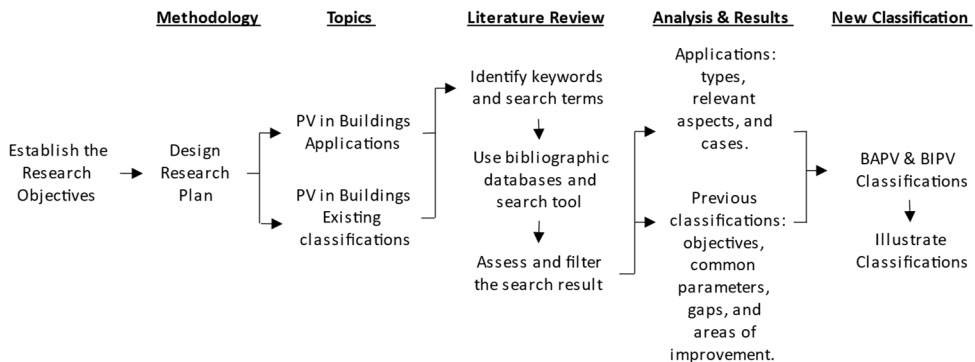 Methodology
Topics
Literature Review
Analysis & Results
New Classification
Establish the
Research
Objectives
Design
Research
Plan
PV in Buildings
Applications
PV in Buildings
Existing
classifications
Identify keywords
and search terms
Use bibliographic
databases and
search tool
Assess and filter
the search result
Applications:
types,
relevant
aspects, and
cases.
Previous
classifications:
objectives,
common
parameters,
gaps, and
areas of
improvement.
BAPV & BIPV
Classifications
Illustrate
Classifications